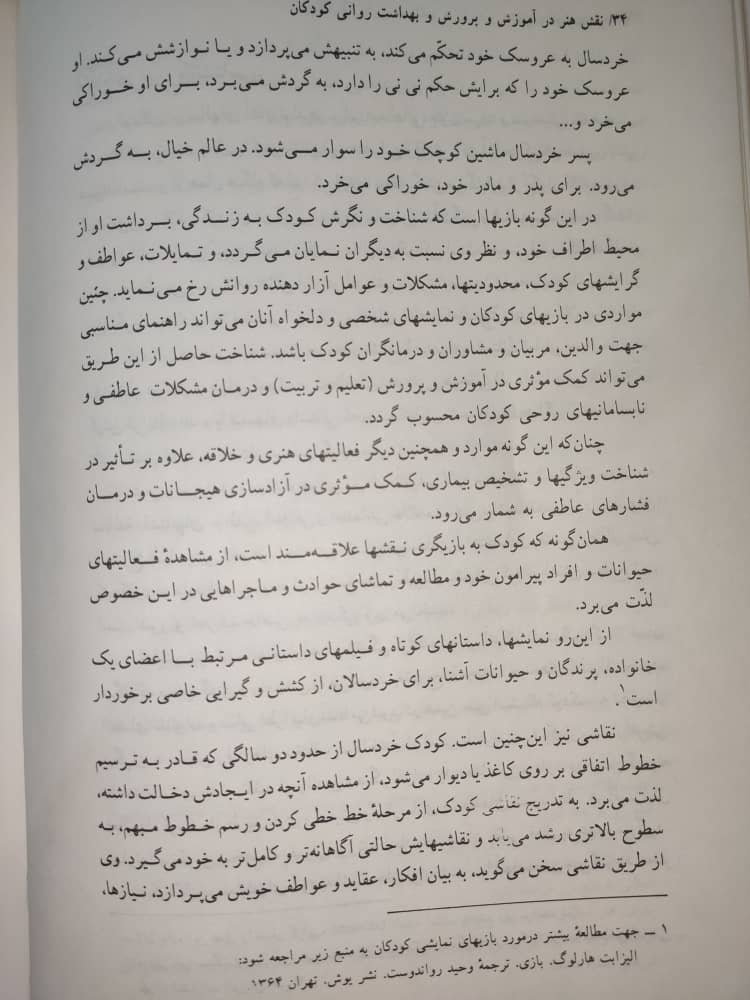 ۳۴/ نقش هنر در آموزش و پرورش و بهداشت روانی کودکان
خردسال به عروسک خود تحکّم می‌کند، به تنبیهش می‌پردازد و یا نوازشش می‌کند. او
عروسک خود را که برایش حکم نی نی را دارد، به گردش می‌برد، برای او خوراکی
می‌خرد و...
پسر خردسال ماشین کوچک خود را سوار می‌شود. در عالم خیال، به گردش
می‌رود. برای پدر و مادر خود، خوراکی می‌خرد.
در این گونه بازیها است که شناخت و نگرش کودک به زندگی، برداشت او از
محیط اطراف خود، و نظر وی نسبت به دیگران نمایان می‌گردد، و تمایلات، عواطف و
گرایشهای کودک، محدودیتها، مشکلات و عوامل آزار دهنده روانش رخ می‌نماید. چنین
مواردی در بازیهای کودکان و نمایشهای شخصی و دلخواه آنان می‌تواند راهنمای مناسبی
جهت والدین، مربیان و مشاوران و درمانگران کودک باشد. شناخت حاصل از این طریق
می‌تواند کمک مؤثری در آموزش و پرورش (تعلیم و تربیت) و درمان مشکلات عاطفی و
نابسامانیهای روحی کودکان محسوب گردد.
چنان‌که این گونه موارد و همچنین دیگر فعالیتهای هنری و خلاقه، علاوه بر تأثیر در
شناخت ویژگیها و تشخیص بیماری، کمک مؤثری در آزادسازی هیجانات و درمان
فشارهای عاطفی به شمار می‌رود.
همان‌گونه که کودک به بازیگری نقشها علاقه‌مند است، از مشاهدهٔ فعالیتهای
حیوانات و افراد پیرامون خود و مطالعه و تماشای حوادث و ماجراهایی در این خصوص
لذّت می‌برد.
از این‌رو نمایشها، داستانهای کوتاه و فیلمهای داستانی مرتبط با اعضای یک
خانواده، پرندگان و حیوانات آشنا، برای خردسالان، از کشش و گیرایی خاصی برخوردار
است۱.
نقاشی نیز این‌چنین است. کودک خردسال از حدود دو سالگی که قادر به ترسیم
خطوط اتفاقی بر روی کاغذ یا دیوار می‌شود، از مشاهده آنچه در ایجادش دخالت داشته،
لذت می‌برد. به تدریج نقاشی کودک، از مرحلهٔ خط خطی کردن و رسم خطوط مبهم، به
سطوح بالاتری رشد می‌یابد و نقاشیهایش حالتی آگاهانه‌تر و کامل‌تر به خود می‌گیرد. وی
از طریق نقاشی سخن می‌گوید، به بیان افکار، عقاید و عواطف خویش می‌پردازد، نیازها،
۱ ــ جهت مطالعهٔ بیشتر درمورد بازیهای نمایشی کودکان به منبع زیر مراجعه شود:
الیزابت هارلوگ. بازی. ترجمهٔ وحید رواندوست. نشر پوش. تهران ۱۳۶۴.